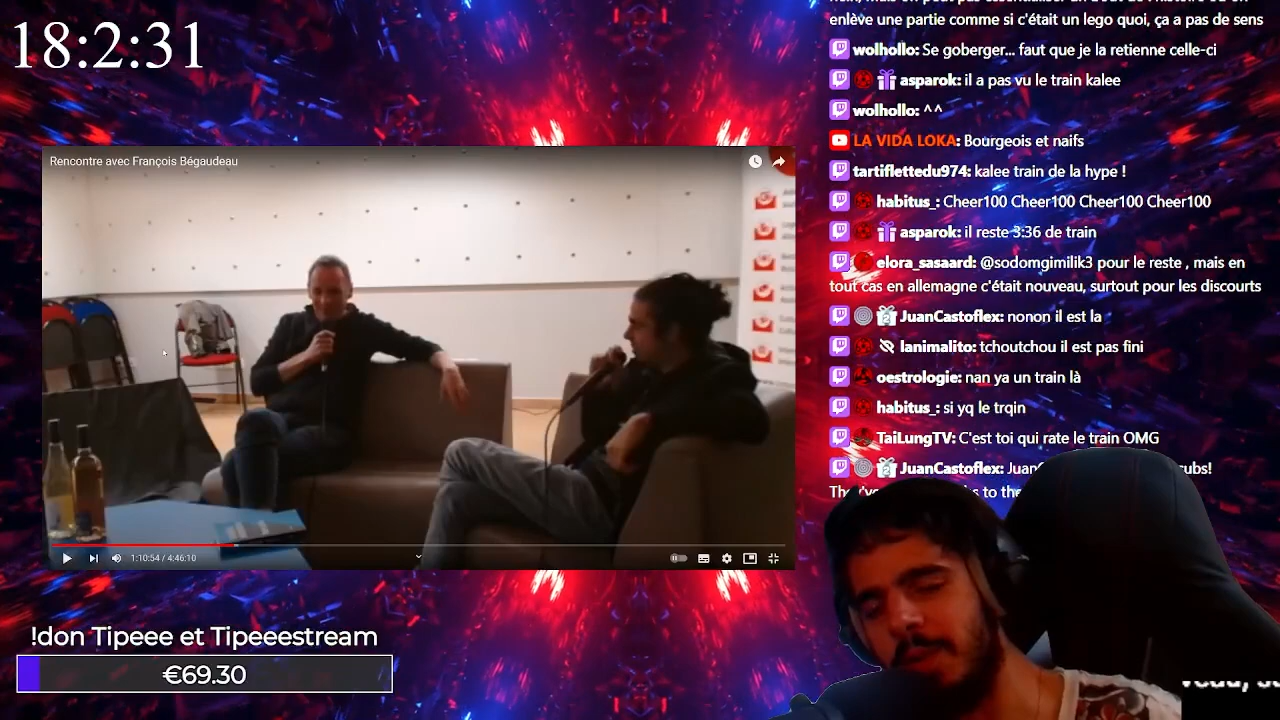 18:2:31
Rencontre avec François Bégaudeau
1:10:54 / 4:46:10
!don Tipeee et Tipeeestream
€69.30
enlève une partie comme si c'était un lego quoi, ça a pas de sens
wolhollo: Se goberger... faut que je la retienne celle-ci
asparok: il a pas vu le train kalee
wolhollo: ^^
LA VIDA LOKA: Bourgeois et naifs
tartiflettedu974: kalee train de la hype !
habitus_: Cheer100 Cheer100 Cheer100 Cheer100
asparok: il reste 3:36 de train
elora_sasaard: @sodomgimilik3 pour le reste , mais en
tout cas en allemagne c'était nouveau, surtout pour les discourts
JuanCastoflex: nonon il est la
lanimalito: tchoutchou il est pas fini
oestrologie: nan ya un train là
habitus_: si yq le trqin
TaiLungTV: C'est toi qui rate le train OMG
JuanCastoflex:
to the